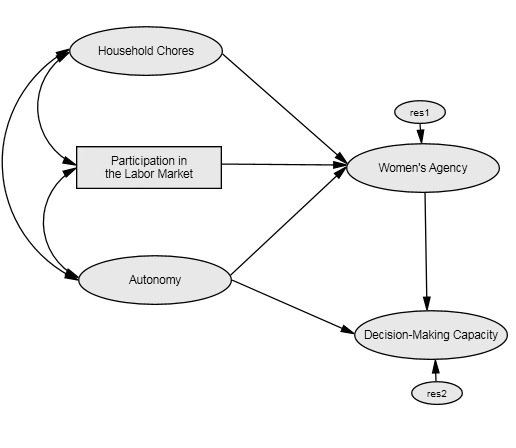 Household Chores
res1
Participation in
the Labor Market
Women's Agency
Autonomy
Decision-Making Capacity
res2